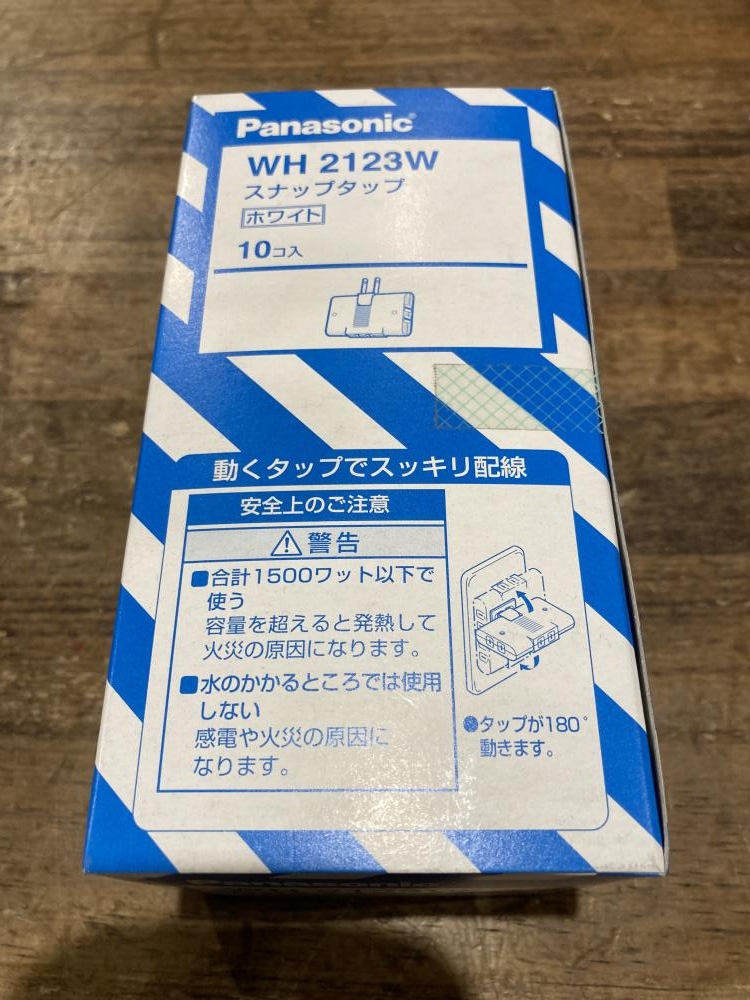 Panasonic
WH 2123W
スナップタップ
ホワイト
10コ入
動くタップでスッキリ配線
安全上のご注意
⚠警告
■合計1500ワット以下で
使う
容量を超えると発熱して
火災の原因になります。
■水のかかるところでは使用
しない
感電や火災の原因に
なります。
●タップが180°
動きます。
Panasonic